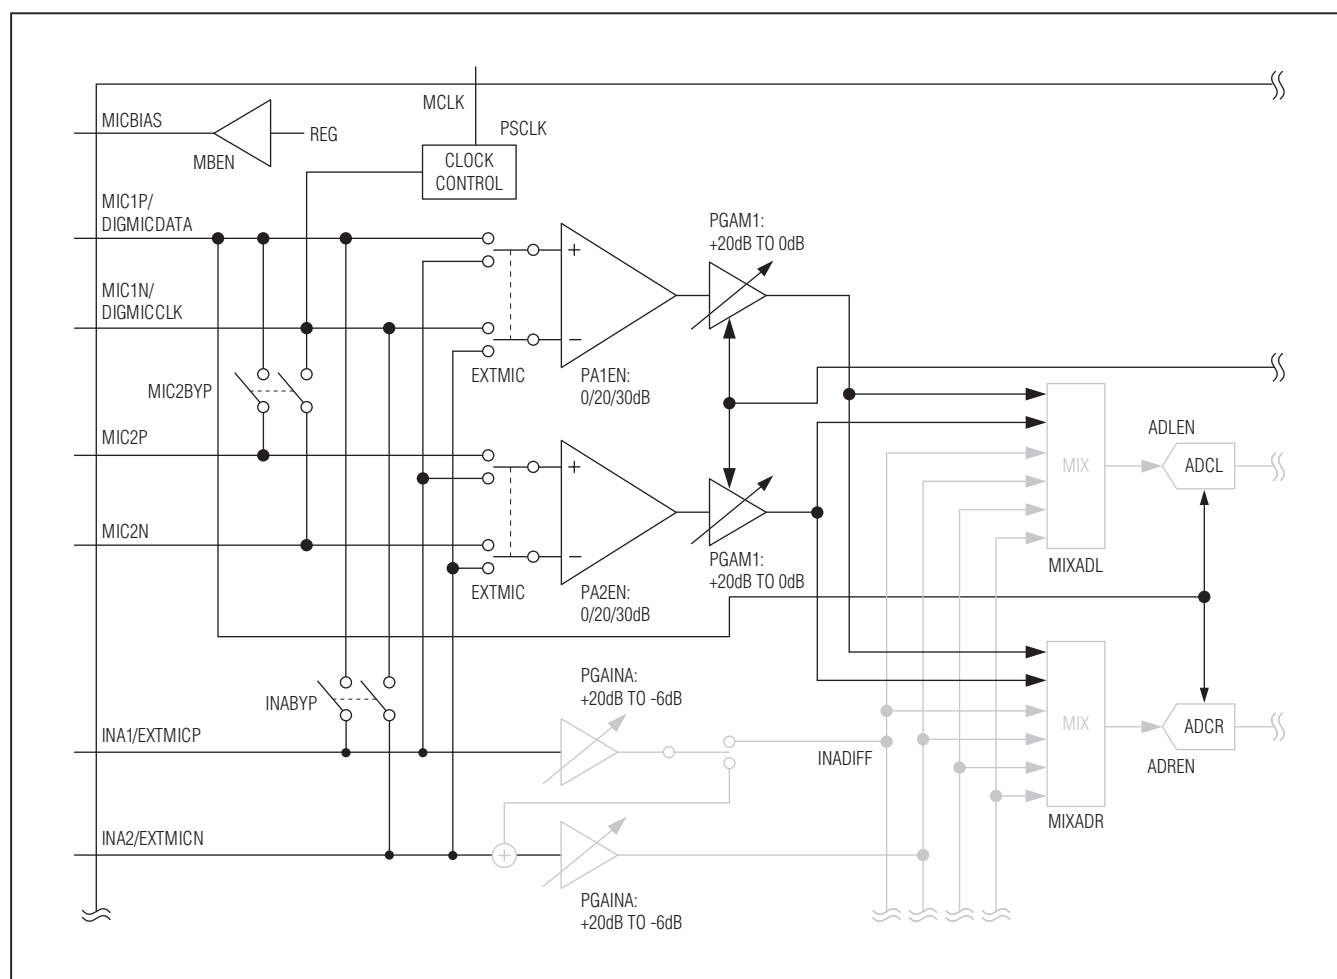 MCLK
MICBIAS
PSCLK
REG
MBEN
CLOCK
CONTROL
MIC1P/
DIGMICDATA
PGAM1:
+20dB TO 0dB
+
MIC1N/
DIGMICCLK
−
EXTMIC
PA1EN:
0/20/30dB
MIC2BYP
MIC2P
+
MIX
ADLEN
ADCL
MIC2N
−
PGAM1:
+20dB TO 0dB
MIXADL
EXTMIC
PA2EN:
0/20/30dB
PGAINA:
+20dB TO -6dB
INABYP
MIX
ADCR
INA1/EXTMICP
INADIFF
ADREN
MIXADR
INA2/EXTMICN
+
PGAINA:
+20dB TO -6dB